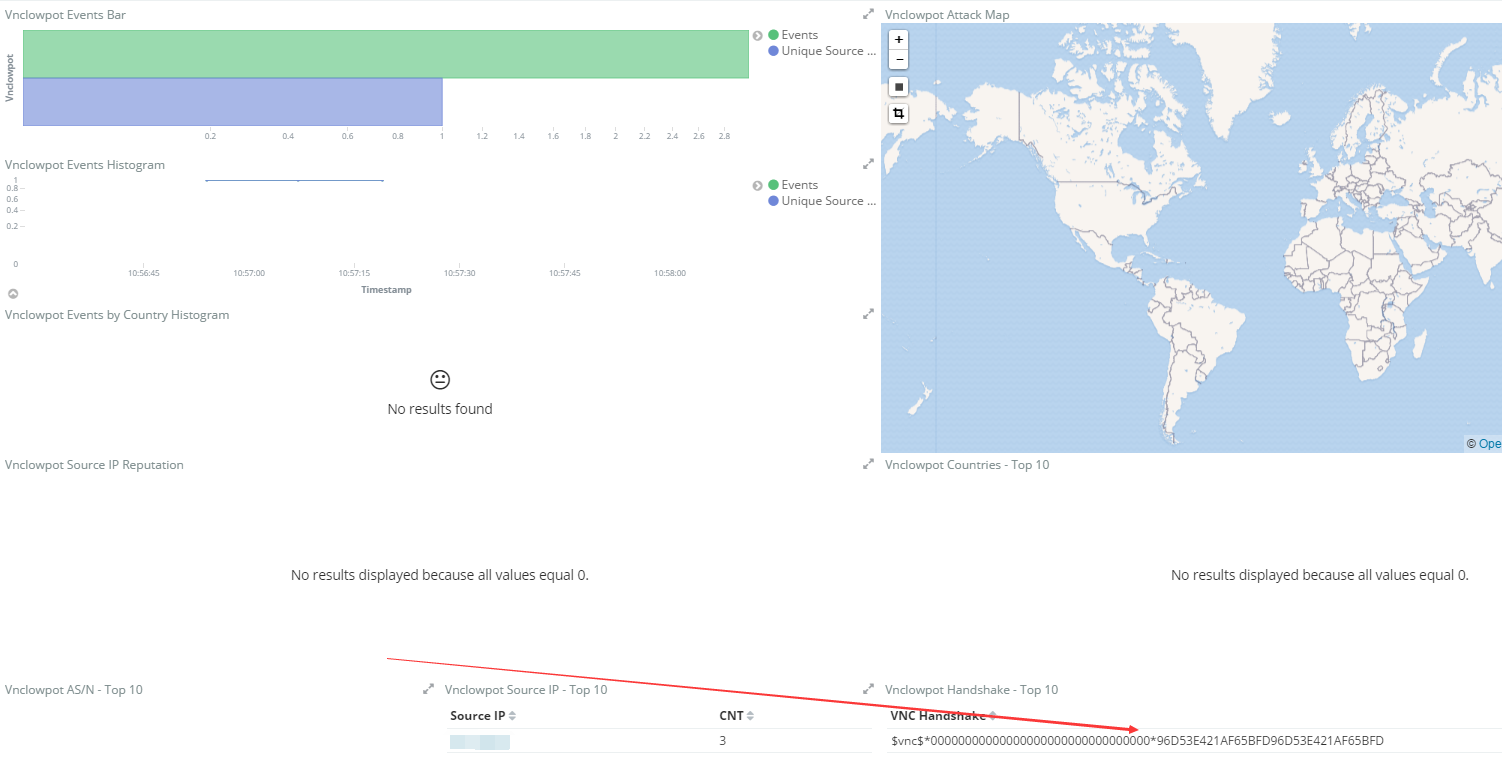 Vnclowpot Events Bar
Vnclowpot
Events
Unique Source ...
0.2 0.4 0.6 0.8 1 1.2 1.4 1.6 1.8 2 2.2 2.4 2.6 2.8
Vnclowpot Events Histogram
1
0.8
0.6
0.4
0.2
0
Events
Unique Source ...
10:56:45 10:57:00 10:57:15 10:57:30 10:57:45 10:58:00
Timestamp
Vnclowpot Events by Country Histogram
No results found
Vnclowpot Attack Map
+
−
© Ope
Vnclowpot Source IP Reputation
No results displayed because all values equal 0.
Vnclowpot Countries - Top 10
No results displayed because all values equal 0.
Vnclowpot AS/N - Top 10
Vnclowpot Source IP - Top 10
Source IP CNT
3
Vnclowpot Handshake - Top 10
VNC Handshake
$vnc$*00000000000000000000000000000000*96D53E421AF65BFD96D53E421AF65BFD